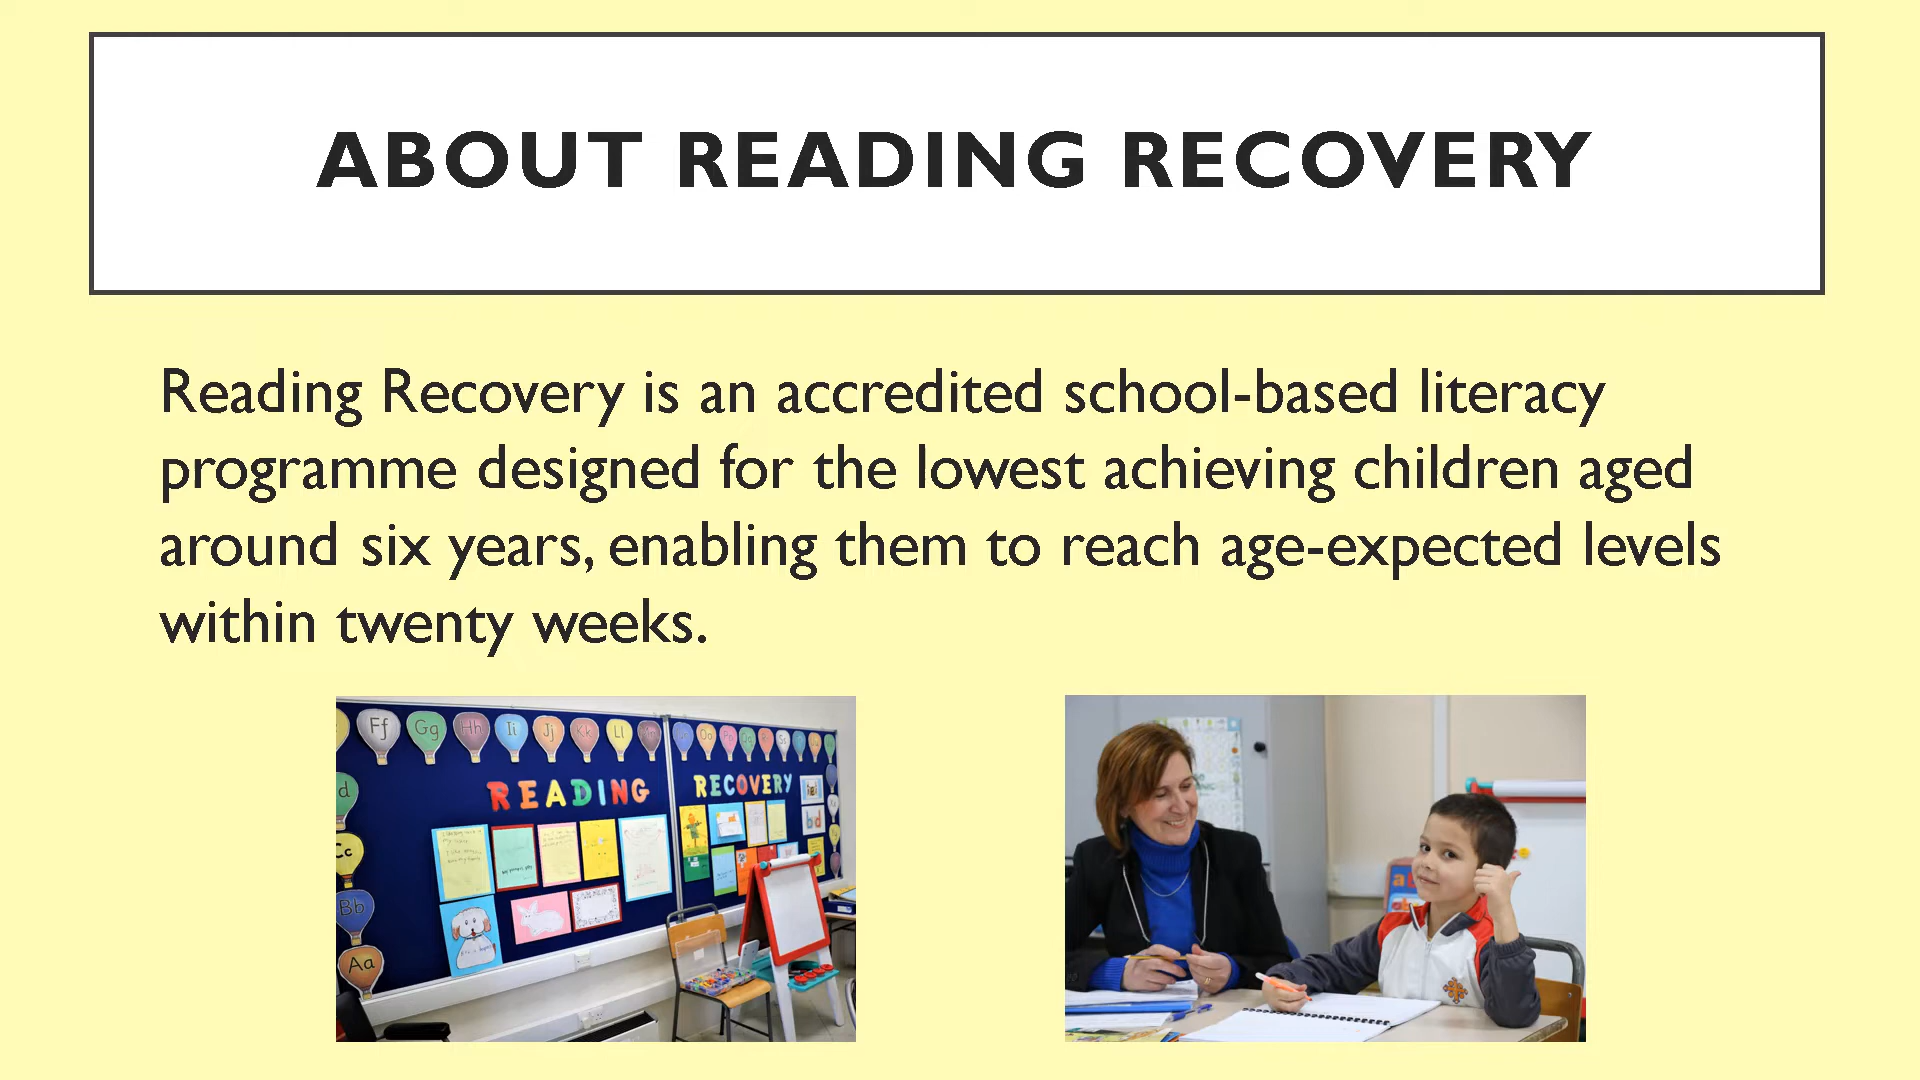 ABOUT READING RECOVERY
Reading Recovery is an accredited school-based literacy
programme designed for the lowest achieving children aged
around six years, enabling them to reach age-expected levels
within twenty weeks.
Ff Gg Hh Ii Jj Kk Ll
Oo
READING RECOVERY
d
Cc
bd
Bb
Aa